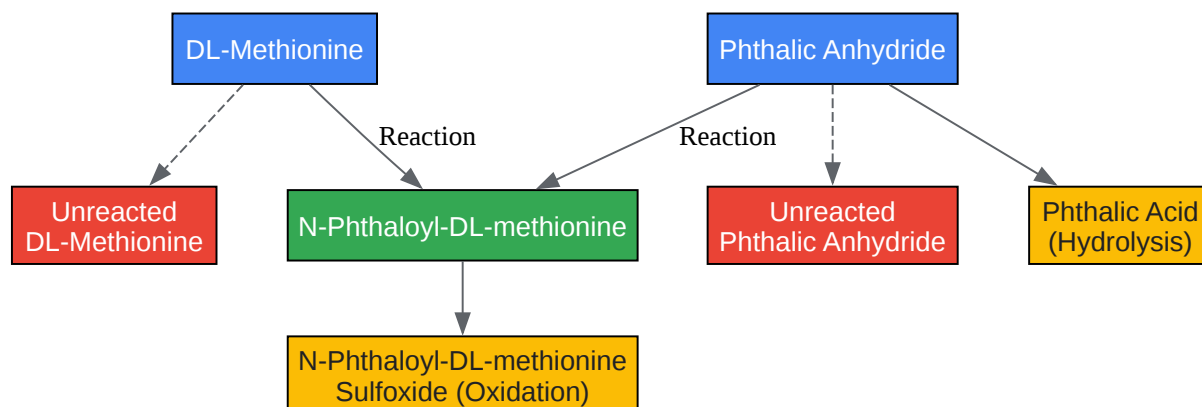 DL-Methionine
Phthalic Anhydride
Reaction
Reaction
Unreacted
DL-Methionine
N-Phthaloyl-DL-methionine
Unreacted
Phthalic Anhydride
Phthalic Acid
(Hydrolysis)
N-Phthaloyl-DL-methionine
Sulfoxide (Oxidation)